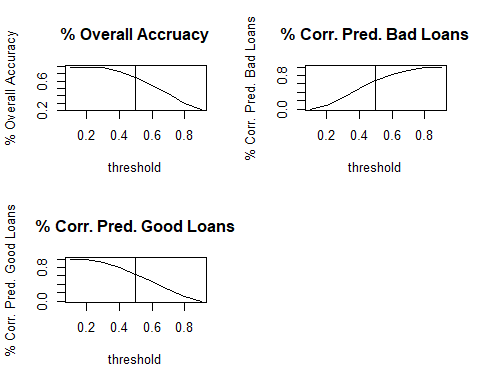 % Overall Accruacy
% Overall Accuracy
0.2 0.6
0.2 0.4 0.6 0.8
threshold
% Corr. Pred. Bad Loans
% Corr. Pred. Bad Loans
0.0 0.8
0.2 0.4 0.6 0.8
threshold
% Corr. Pred. Good Loans
% Corr. Pred. Good Loans
0.0 0.8
0.2 0.4 0.6 0.8
threshold